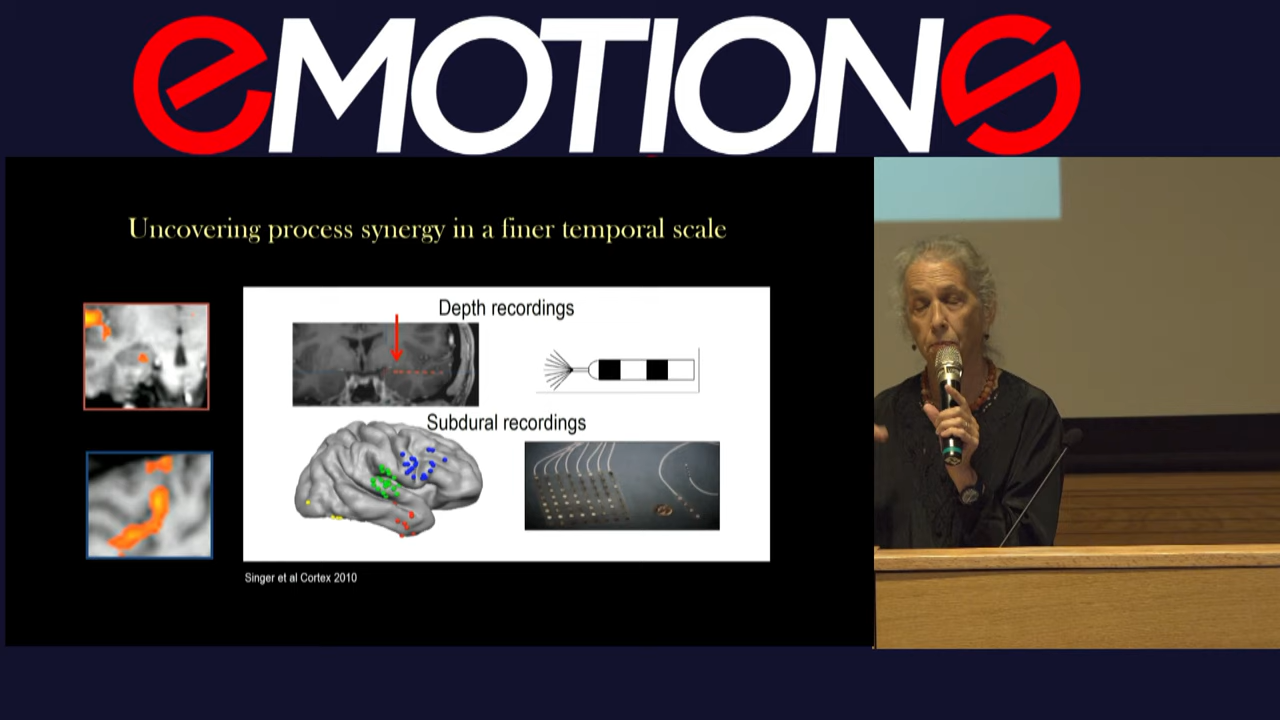 eMOTIONS
Uncovering process synergy in a finer temporal scale
Depth recordings
Subdural recordings
Singer et al Cortex 2010